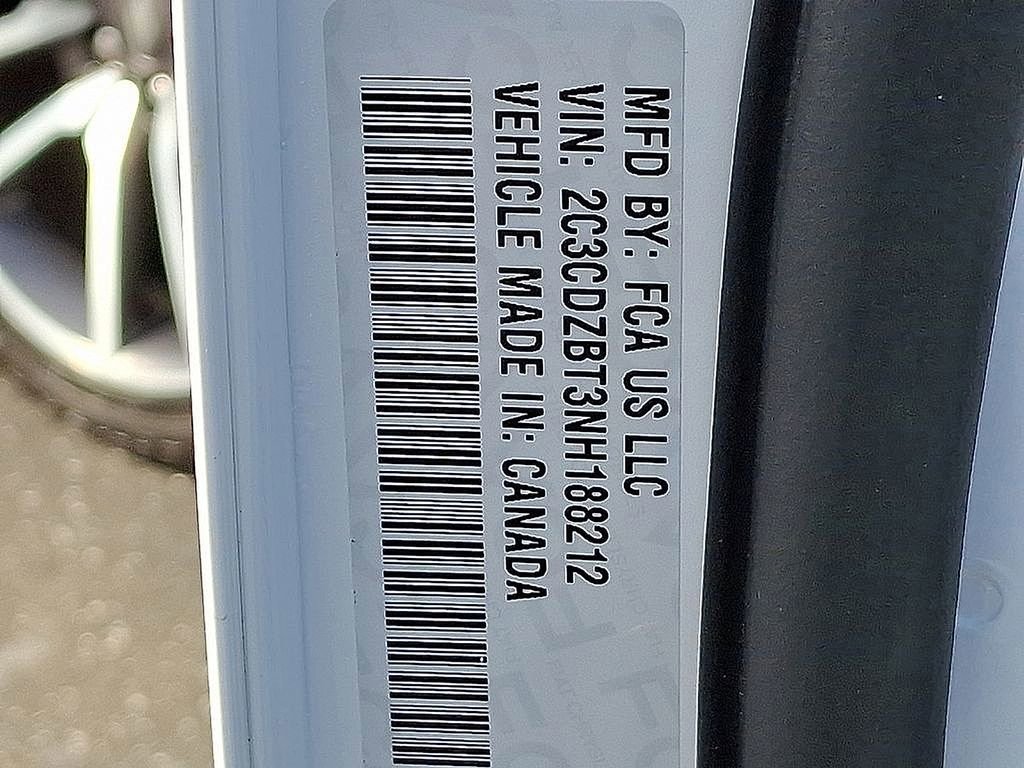 MFD BY: FCA US LLC
VIN: 2C3CDZBT3NH188212
VEHICLE MADE IN: CANADA